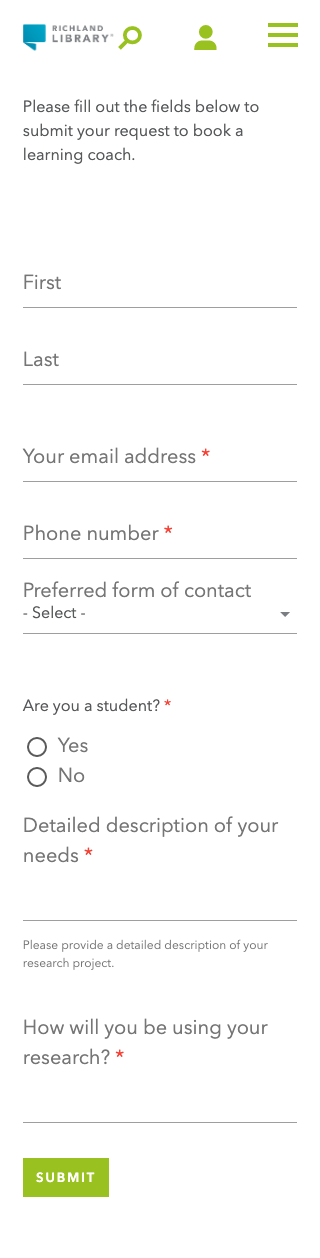 RICHLAND
LIBRARY
Please fill out the fields below to
submit your request to book a
learning coach.
First
Last
Your email address *
Phone number *
Preferred form of contact
- Select -
Are you a student? *
Yes
No
Detailed description of your
needs *
Please provide a detailed description of your
research project.
How will you be using your
research? *
SUBMIT